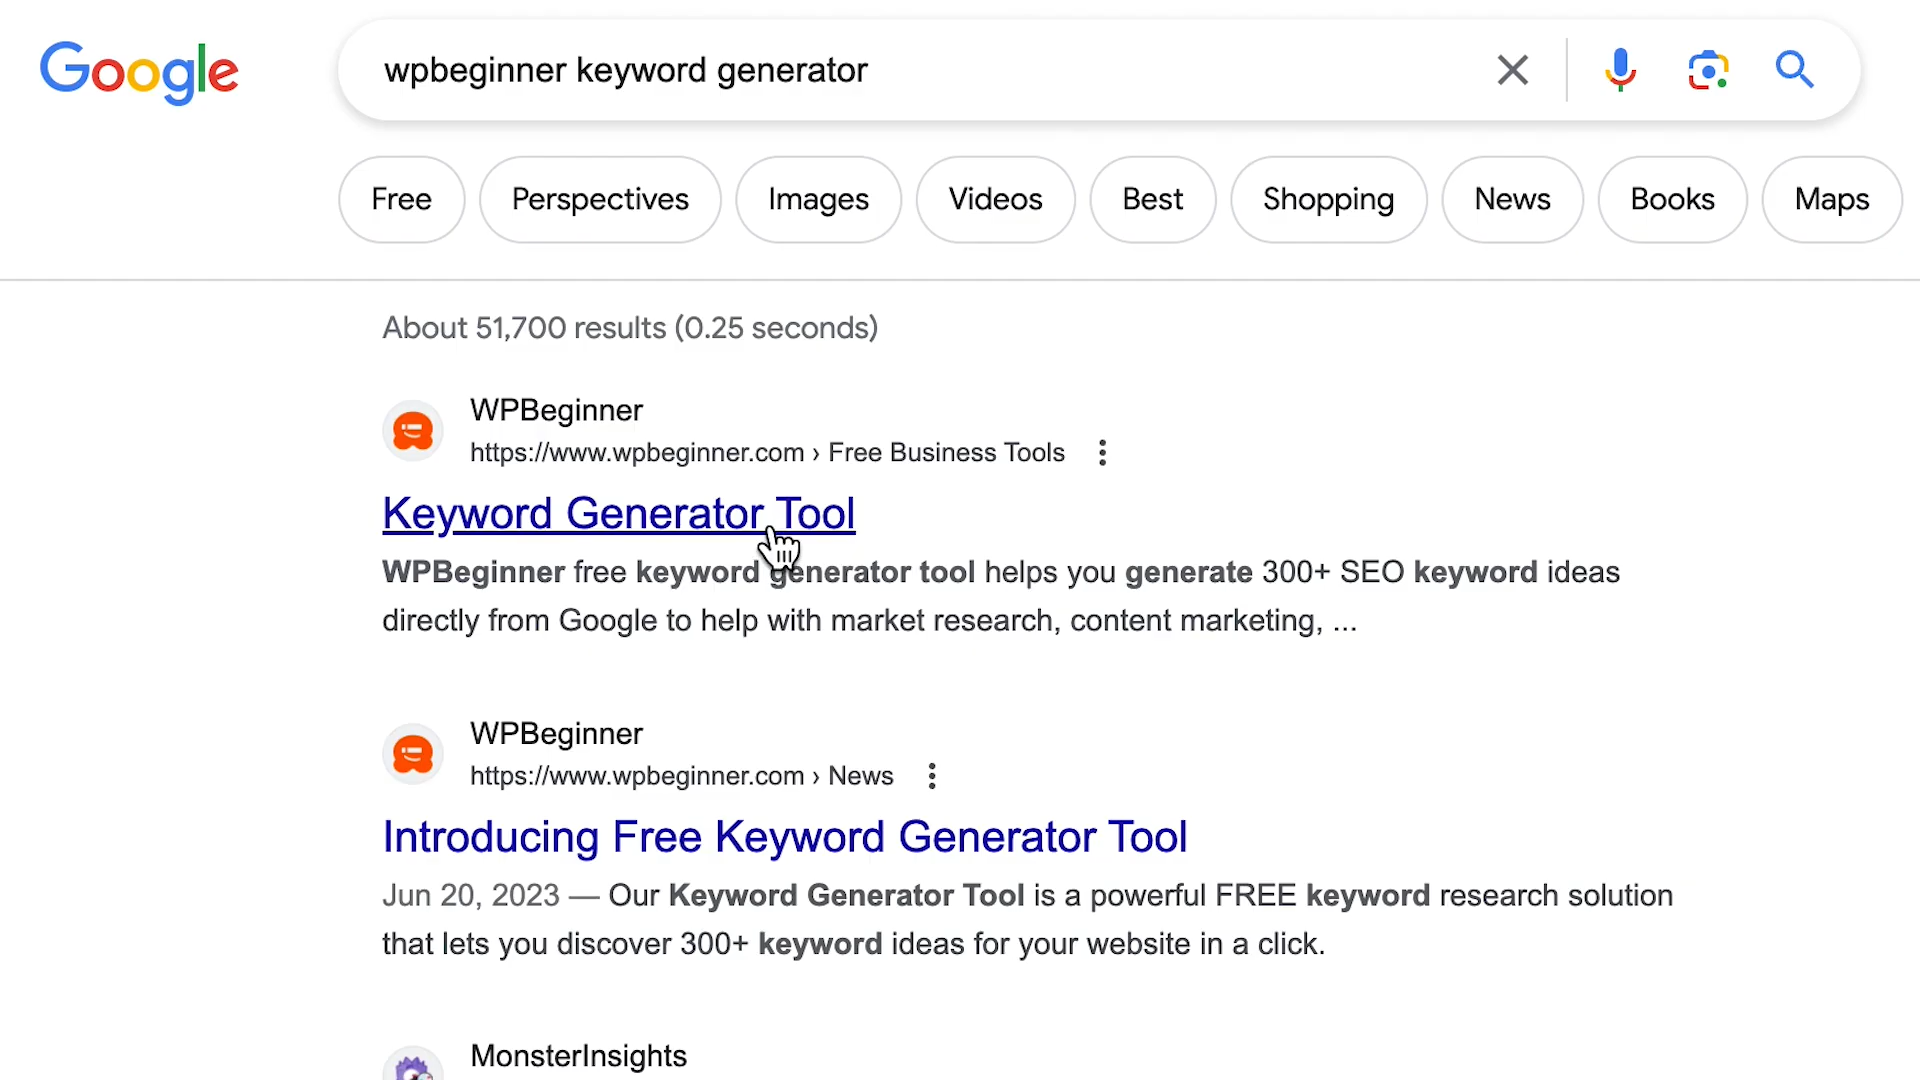 Google
wpbeginner keyword generator
Free Perspectives Images Videos Best Shopping News Books Maps
About 51,700 results (0.25 seconds)
WPBeginner
https://www.wpbeginner.com › Free Business Tools
Keyword Generator Tool
WPBeginner free keyword generator tool helps you generate 300+ SEO keyword ideas
directly from Google to help with market research, content marketing, ...
WPBeginner
https://www.wpbeginner.com › News
Introducing Free Keyword Generator Tool
Jun 20, 2023 — Our Keyword Generator Tool is a powerful FREE keyword research solution
that lets you discover 300+ keyword ideas for your website in a click.
MonsterInsights